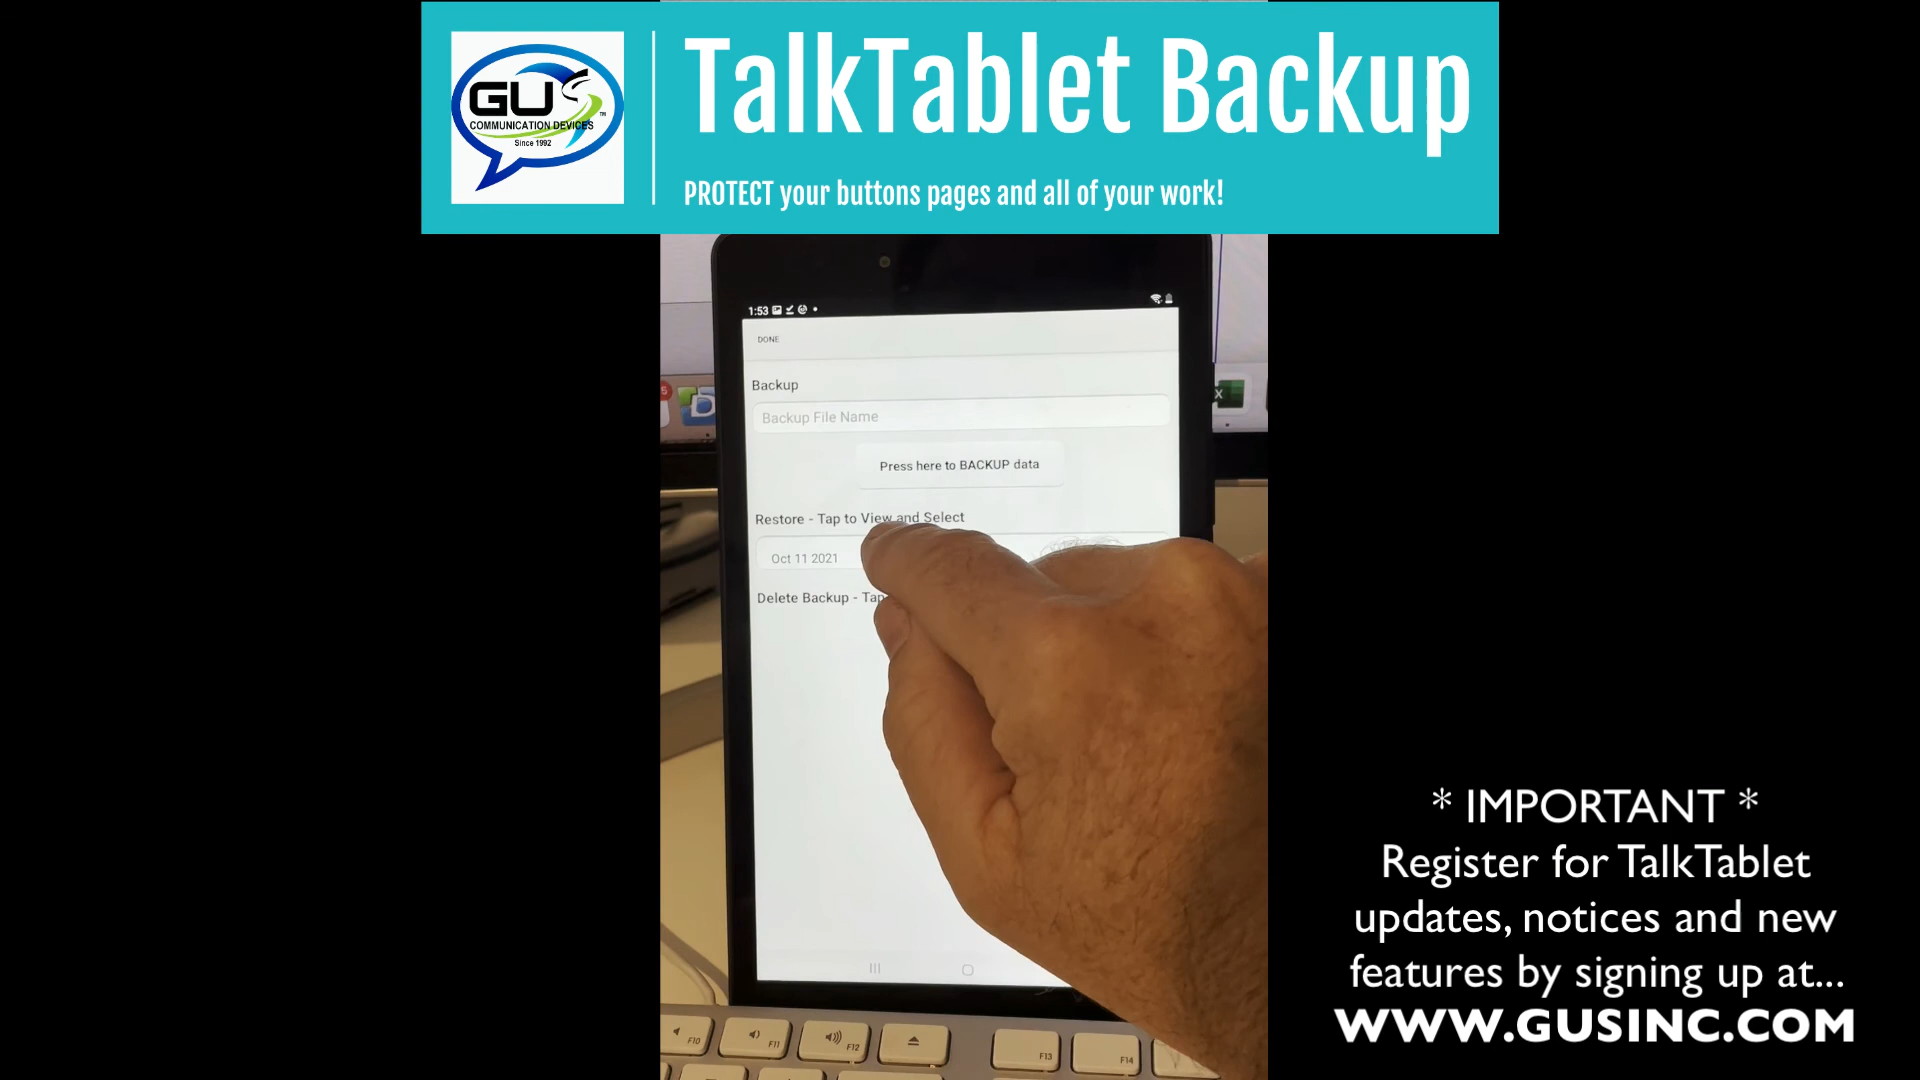 GUS
COMMUNICATION DEVICES
TM
Since 1992
TalkTablet Backup
PROTECT your buttons pages and all of your work!
1:53
DONE
Backup
Backup File Name
Press here to BACKUP data
Restore - Tap to View and Select
Oct 11 2021
Delete Backup - Tap
F10
F11
F12
F13
F14
* IMPORTANT *
Register for TalkTablet
updates, notices and new
features by signing up at...
WWW.GUSINC.COM